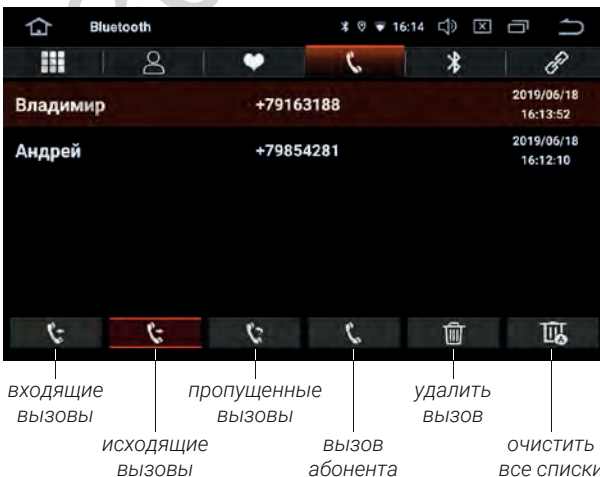 Bluetooth 16:14
Владимир +79163188 2019/06/18
16:13:52
Андрей +79854281 2019/06/18
16:12:10
входящие вызовы
исходящие вызовы
пропущенные вызовы
вызов абонента
удалить вызов
очистить все списки